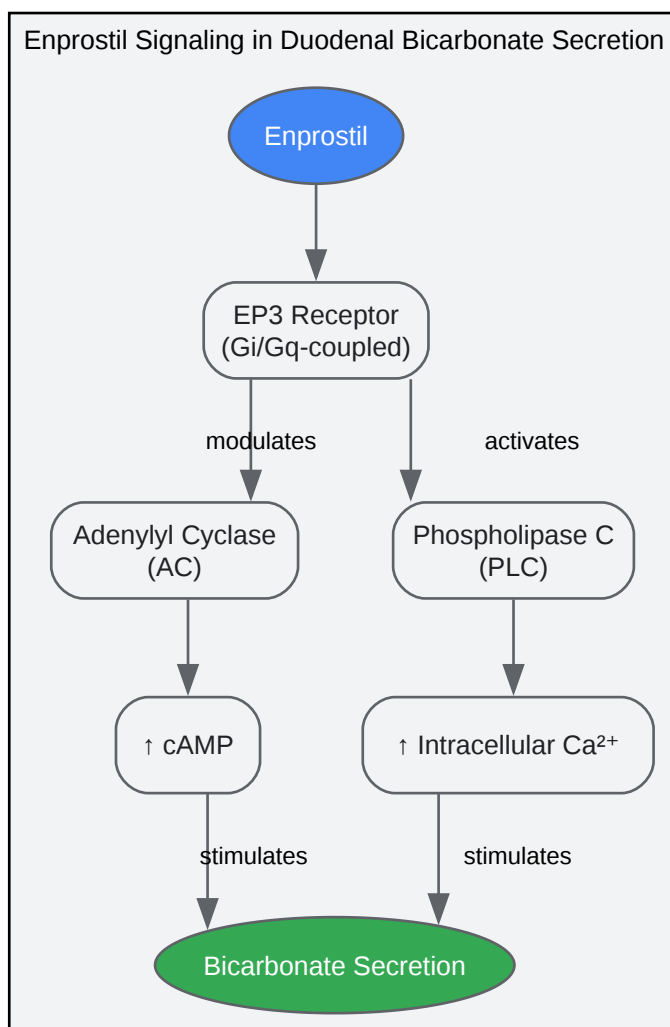 Enprostil Signaling in Duodenal Bicarbonate Secretion
Enprostil
EP3 Receptor
(Gi/Gq-coupled)
modulates
activates
Adenylyl Cyclase
(AC)
Phospholipase C
(PLC)
↑ cAMP
↑ Intracellular Ca²⁺
stimulates
stimulates
Bicarbonate Secretion